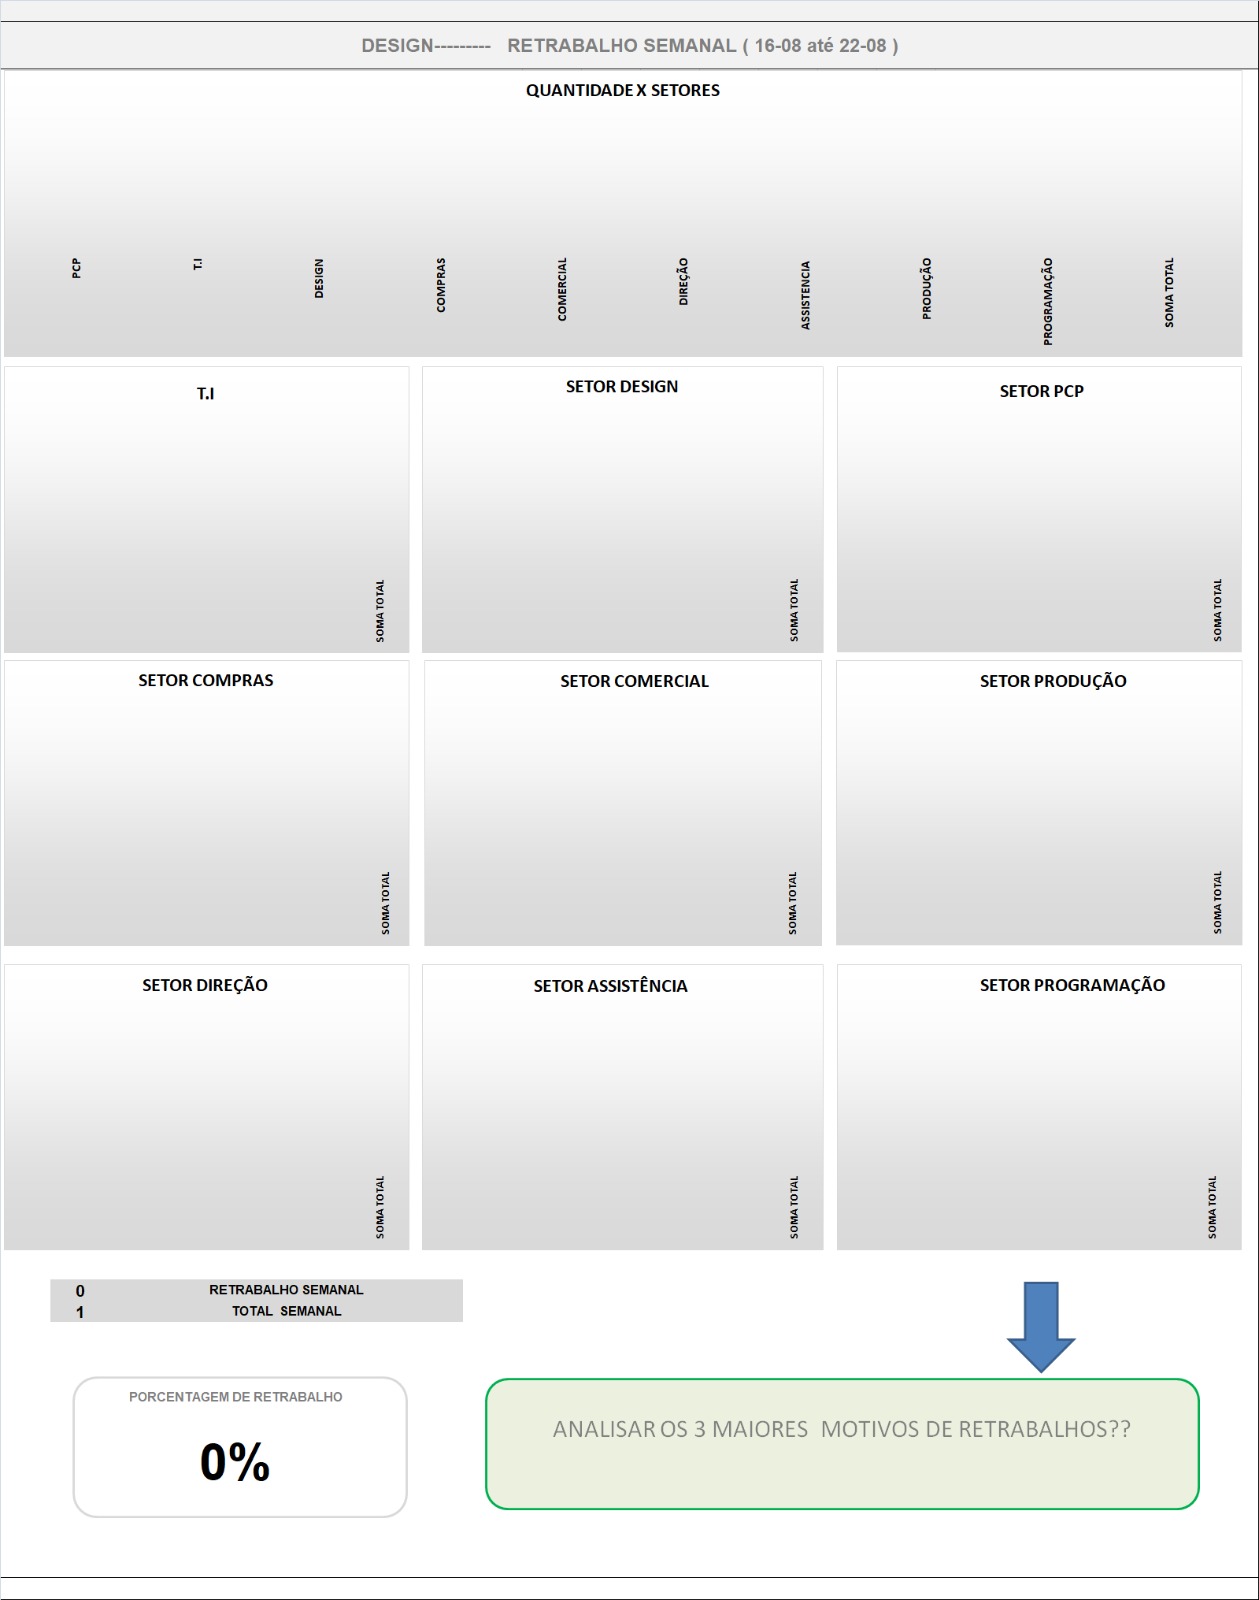 DESIGN---------   RETRABALHO SEMANAL ( 16-08 até 22-08 )
QUANTIDADE X SETORES
PCP
T.I
DESIGN
COMPRAS
COMERCIAL
DIREÇÃO
ASSISTENCIA
PRODUÇÃO
PROGRAMAÇÃO
SOMA TOTAL
T.I
SOMA TOTAL
SETOR DESIGN
SOMA TOTAL
SETOR PCP
SOMA TOTAL
SETOR COMPRAS
SOMA TOTAL
SETOR COMERCIAL
SOMA TOTAL
SETOR PRODUÇÃO
SOMA TOTAL
SETOR DIREÇÃO
SOMA TOTAL
SETOR ASSISTÊNCIA
SOMA TOTAL
SETOR PROGRAMAÇÃO
SOMA TOTAL
0 RETRABALHO SEMANAL
1 TOTAL  SEMANAL
PORCENTAGEM DE RETRABALHO
0%
ANALISAR OS 3 MAIORES  MOTIVOS DE RETRABALHOS??